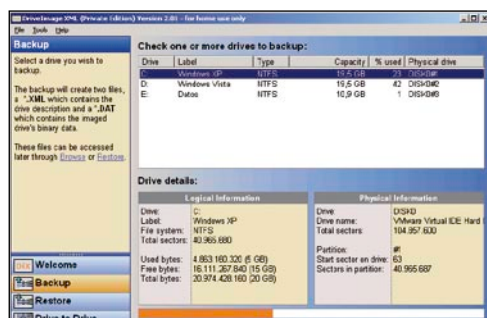 DriveImage XML (Private Edition) Version 2.01 - for home use only
File Tools Help
Backup
Select a drive you wish to
backup.
The backup will create two files,
a *.XML which contains the
drive description and a *.DAT
which contains the imaged
drive's binary data.
These files can be accessed
later through Browse or Restore.
Welcome
Backup
Restore
Drive to Drive
Check one or more drives to backup:
Drive Label Type Capacity % used Physical drive
C: Windows XP NTFS 19,5 GB 23 DISK0#1
D: Windows Vista NTFS 19,5 GB 42 DISK0#2
E: Datos NTFS 10,9 GB 1 DISK0#3
Drive details:
Logical Information
Drive: C:
Label: Windows XP
File system: NTFS
Total sectors: 40.965.680
Used bytes: 4.863.160.320 (5 GB)
Free bytes: 16.111.267.840 (15 GB)
Total bytes: 20.974.428.160 (20 GB)
Physical Information
Drive: DISK0
Drive name: VMware Virtual IDE Hard
Total sectors: 104.857.600
Partition: #1
Start sector on drive: 63
Sectors in partition: 40.965.687